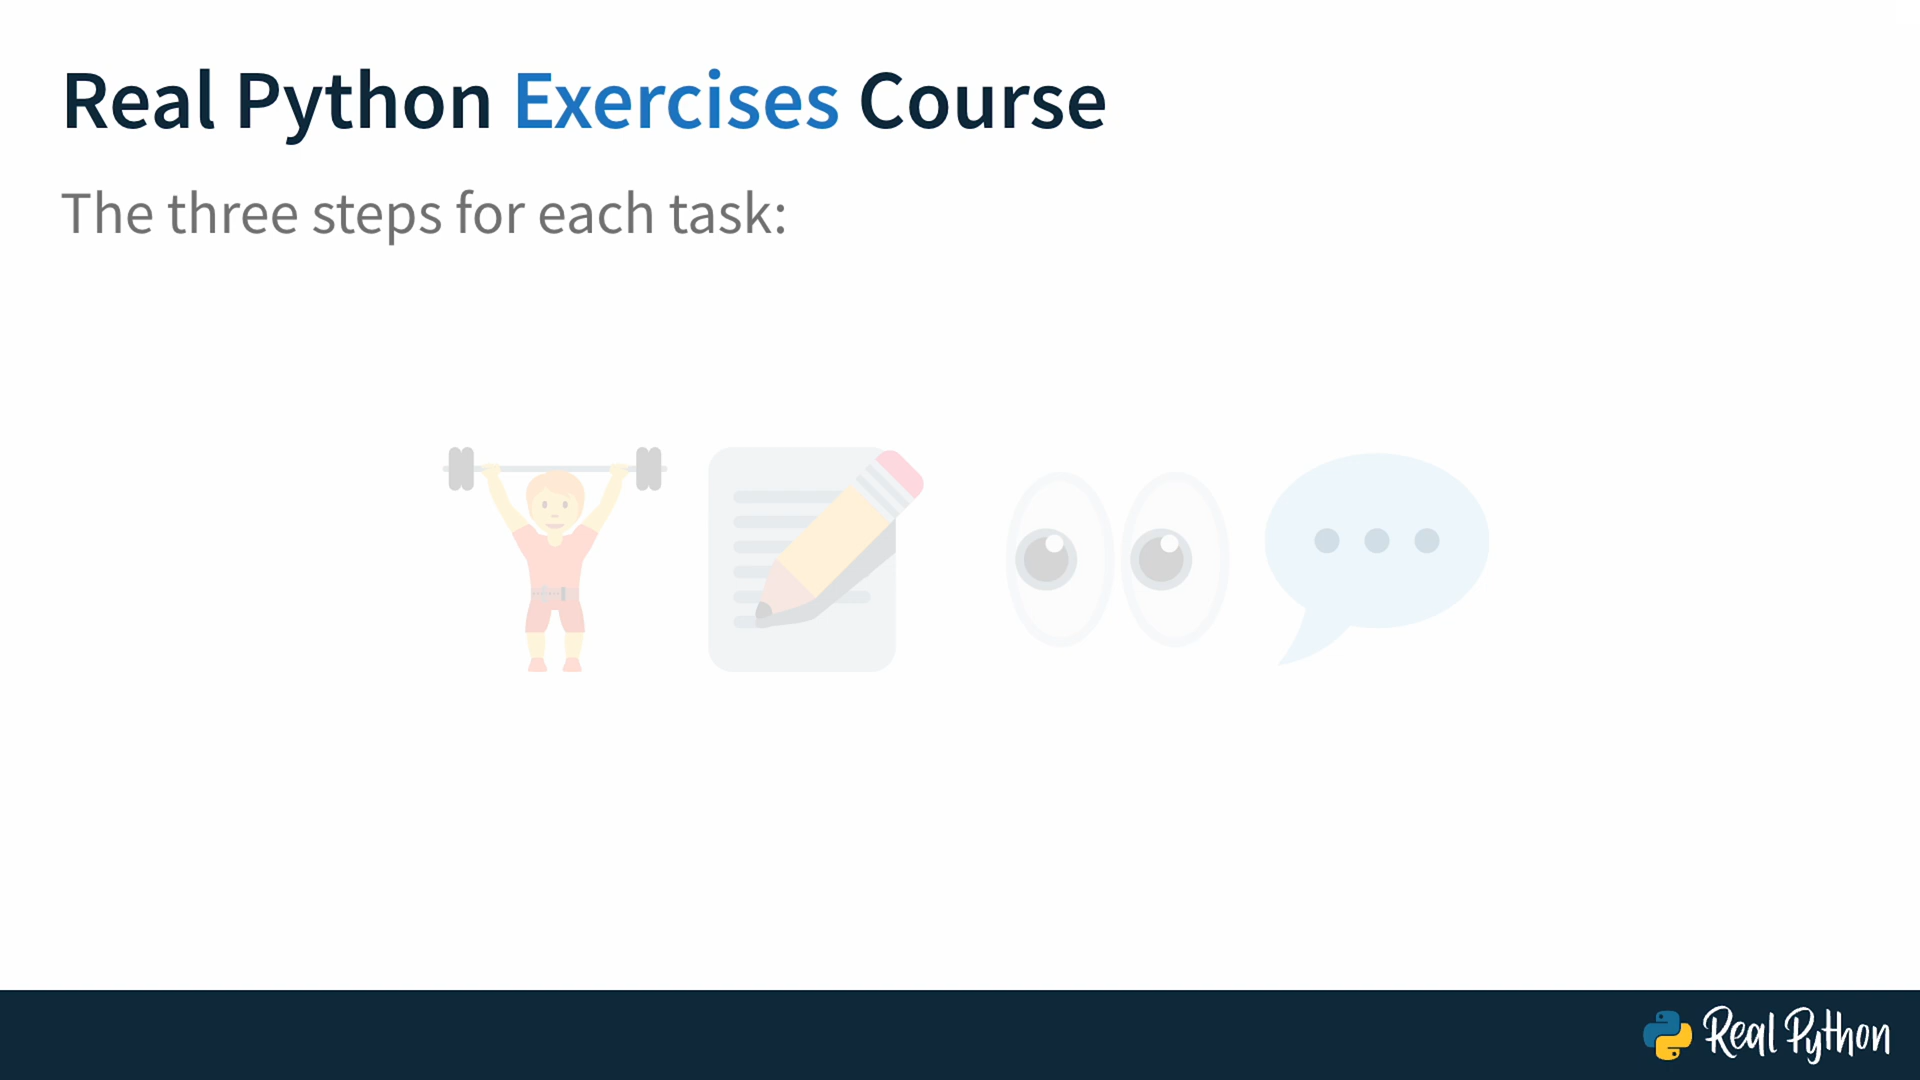 Real Python Exercises Course
The three steps for each task:
Real Python